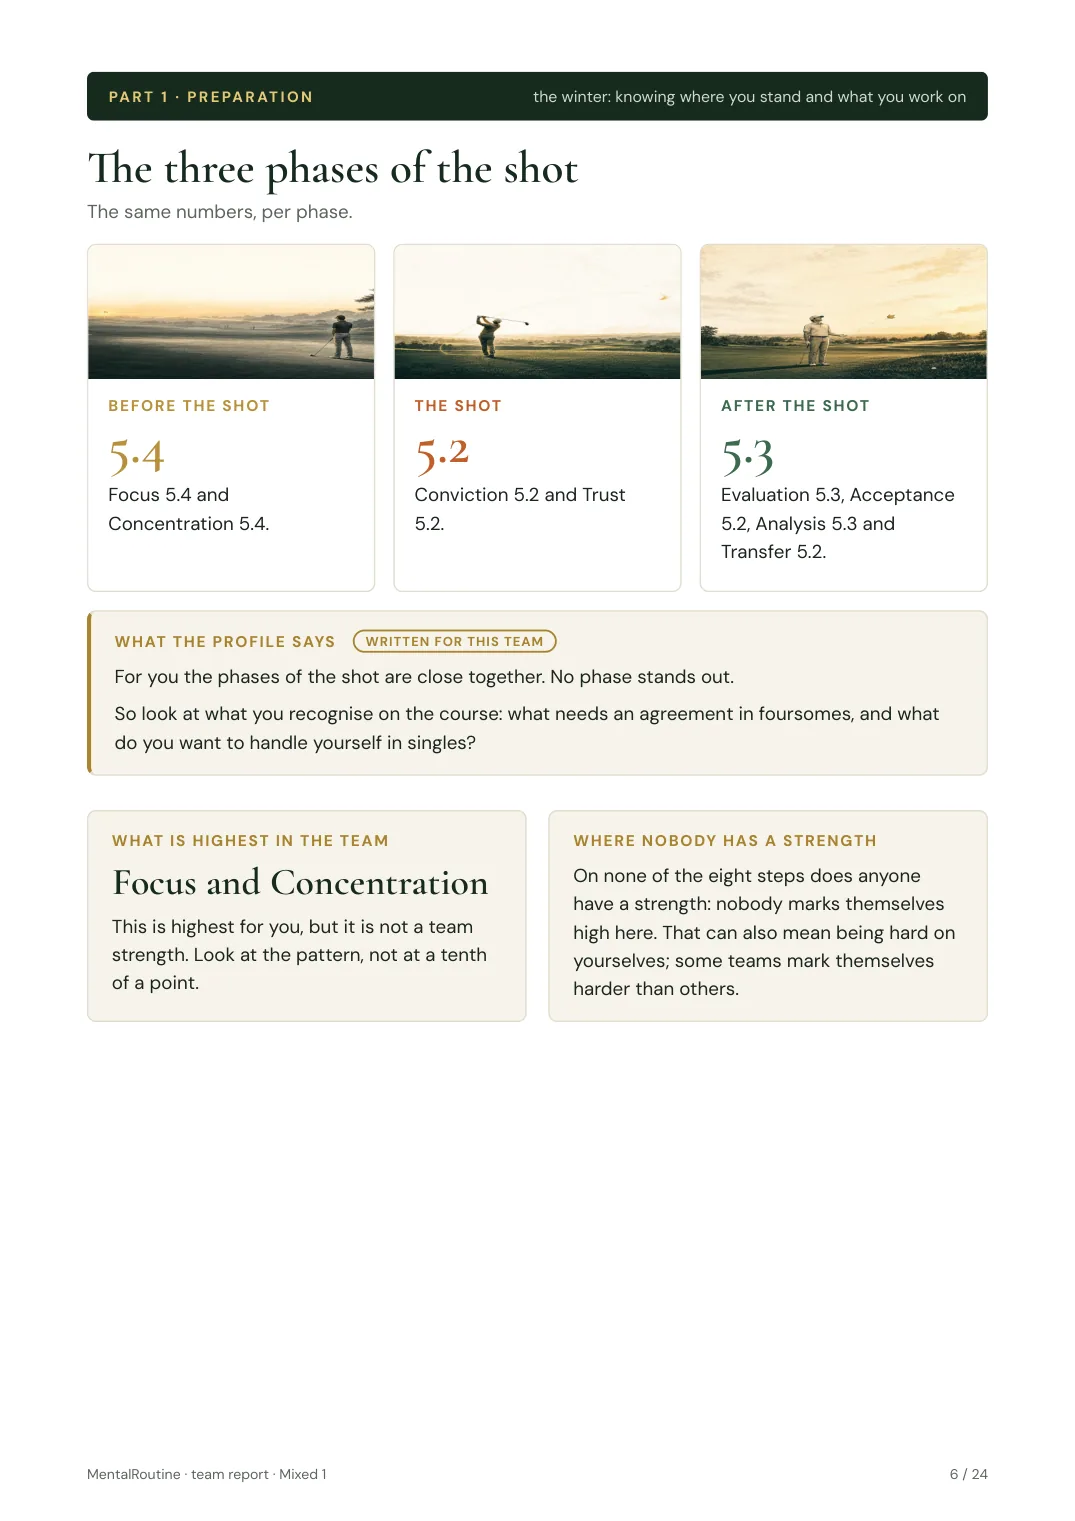 PART 1 · PREPARATION
the winter: knowing where you stand and what you work on
The three phases of the shot
The same numbers, per phase.
BEFORE THE SHOT
5.4
Focus 5.4 and
Concentration 5.4.
THE SHOT
5.2
Conviction 5.2 and Trust
5.2.
AFTER THE SHOT
5.3
Evaluation 5.3, Acceptance
5.2, Analysis 5.3 and
Transfer 5.2.
WHAT THE PROFILE SAYS
WRITTEN FOR THIS TEAM
For you the phases of the shot are close together. No phase stands out.
So look at what you recognise on the course: what needs an agreement in foursomes, and what
do you want to handle yourself in singles?
WHAT IS HIGHEST IN THE TEAM
Focus and Concentration
This is highest for you, but it is not a team
strength. Look at the pattern, not at a tenth
of a point.
WHERE NOBODY HAS A STRENGTH
On none of the eight steps does anyone
have a strength: nobody marks themselves
high here. That can also mean being hard on
yourselves; some teams mark themselves
harder than others.
MentalRoutine · team report · Mixed 1
6 / 24